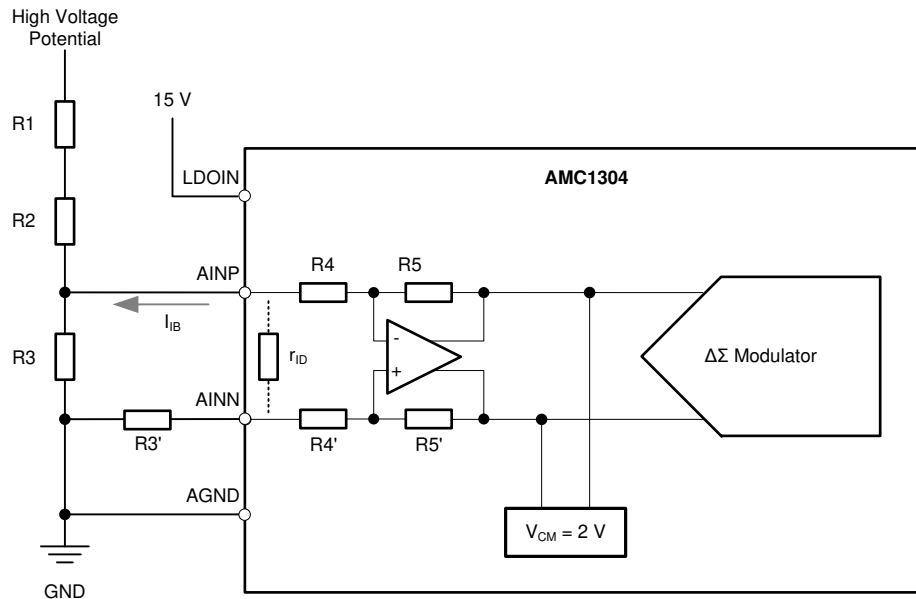 High Voltage
Potential
R1
15 V
LDOIN
AMC1304
R2
AINP
R4
R5
I_IB
R3
r_ID
-
+
ΔΣ Modulator
AINN
R3'
R4'
R5'
AGND
V_CM = 2 V
GND